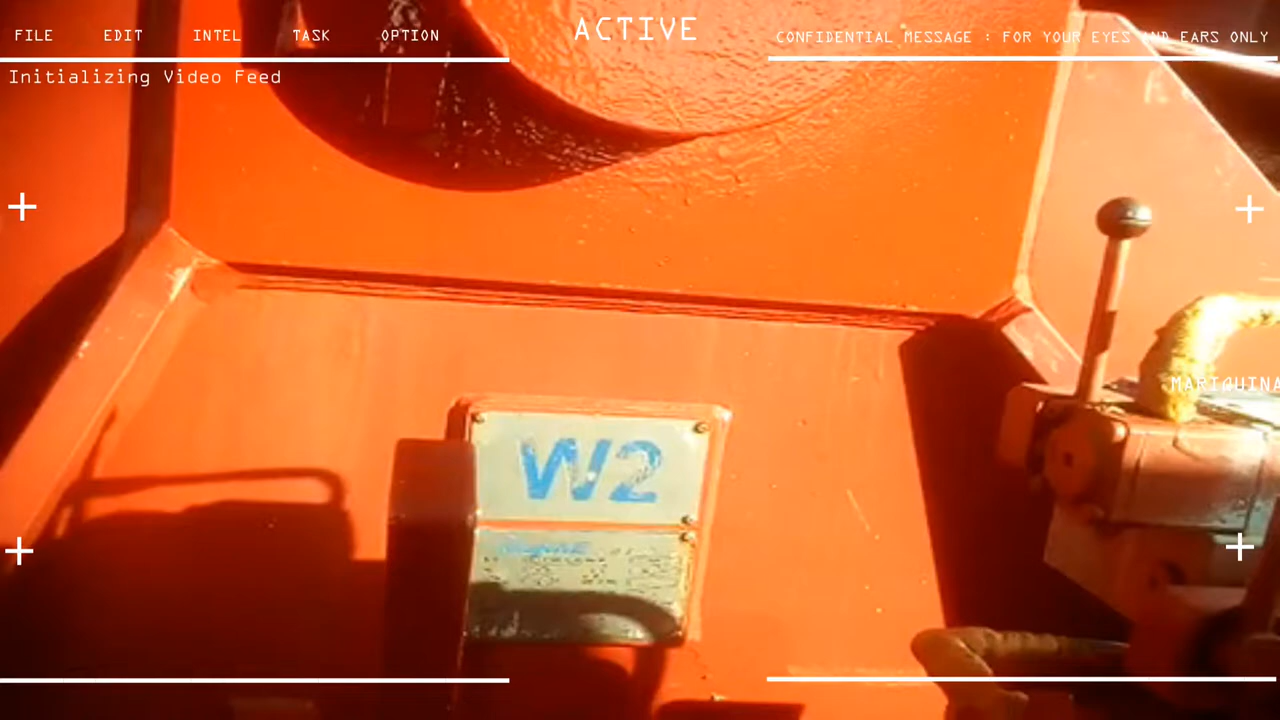 FILE EDIT INTEL TASK OPTION
ACTIVE
CONFIDENTIAL MESSAGE : FOR YOUR EYES AND EARS ONLY
Initializing Video Feed
MARIQUINA
W2